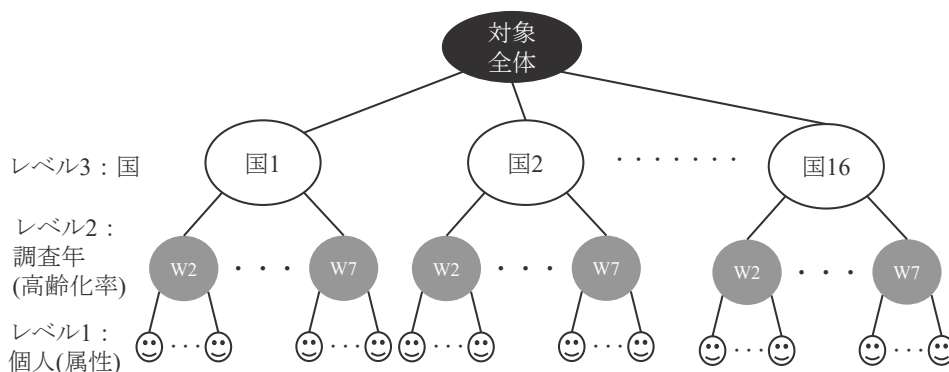 対象
全体
レベル3：国
国1
国2
・・・・・・・
国16
レベル2：
調査年
(高齢化率)
W2
・・・
W7
W2
・・・
W7
W2
・・・
W7
レベル1：
個人(属性)
・・・
・・・
・・・
・・・
・・・
・・・